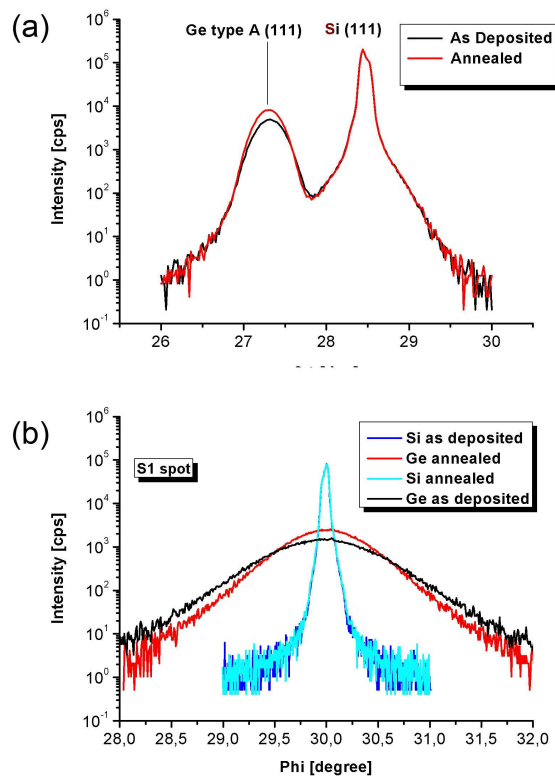 (a)
Ge type A (111)
Si (111)
As Deposited
Annealed
Intensity [cps]
10^6
10^5
10^4
10^3
10^2
10^1
10^0
10^-1
26 27 28 29 30
(b)
S1 spot
Si as deposited
Ge annealed
Si annealed
Ge as deposited
Intensity [cps]
10^6
10^5
10^4
10^3
10^2
10^1
10^0
10^-1
28,0 28,5 29,0 29,5 30,0 30,5 31,0 31,5 32,0
Phi [degree]